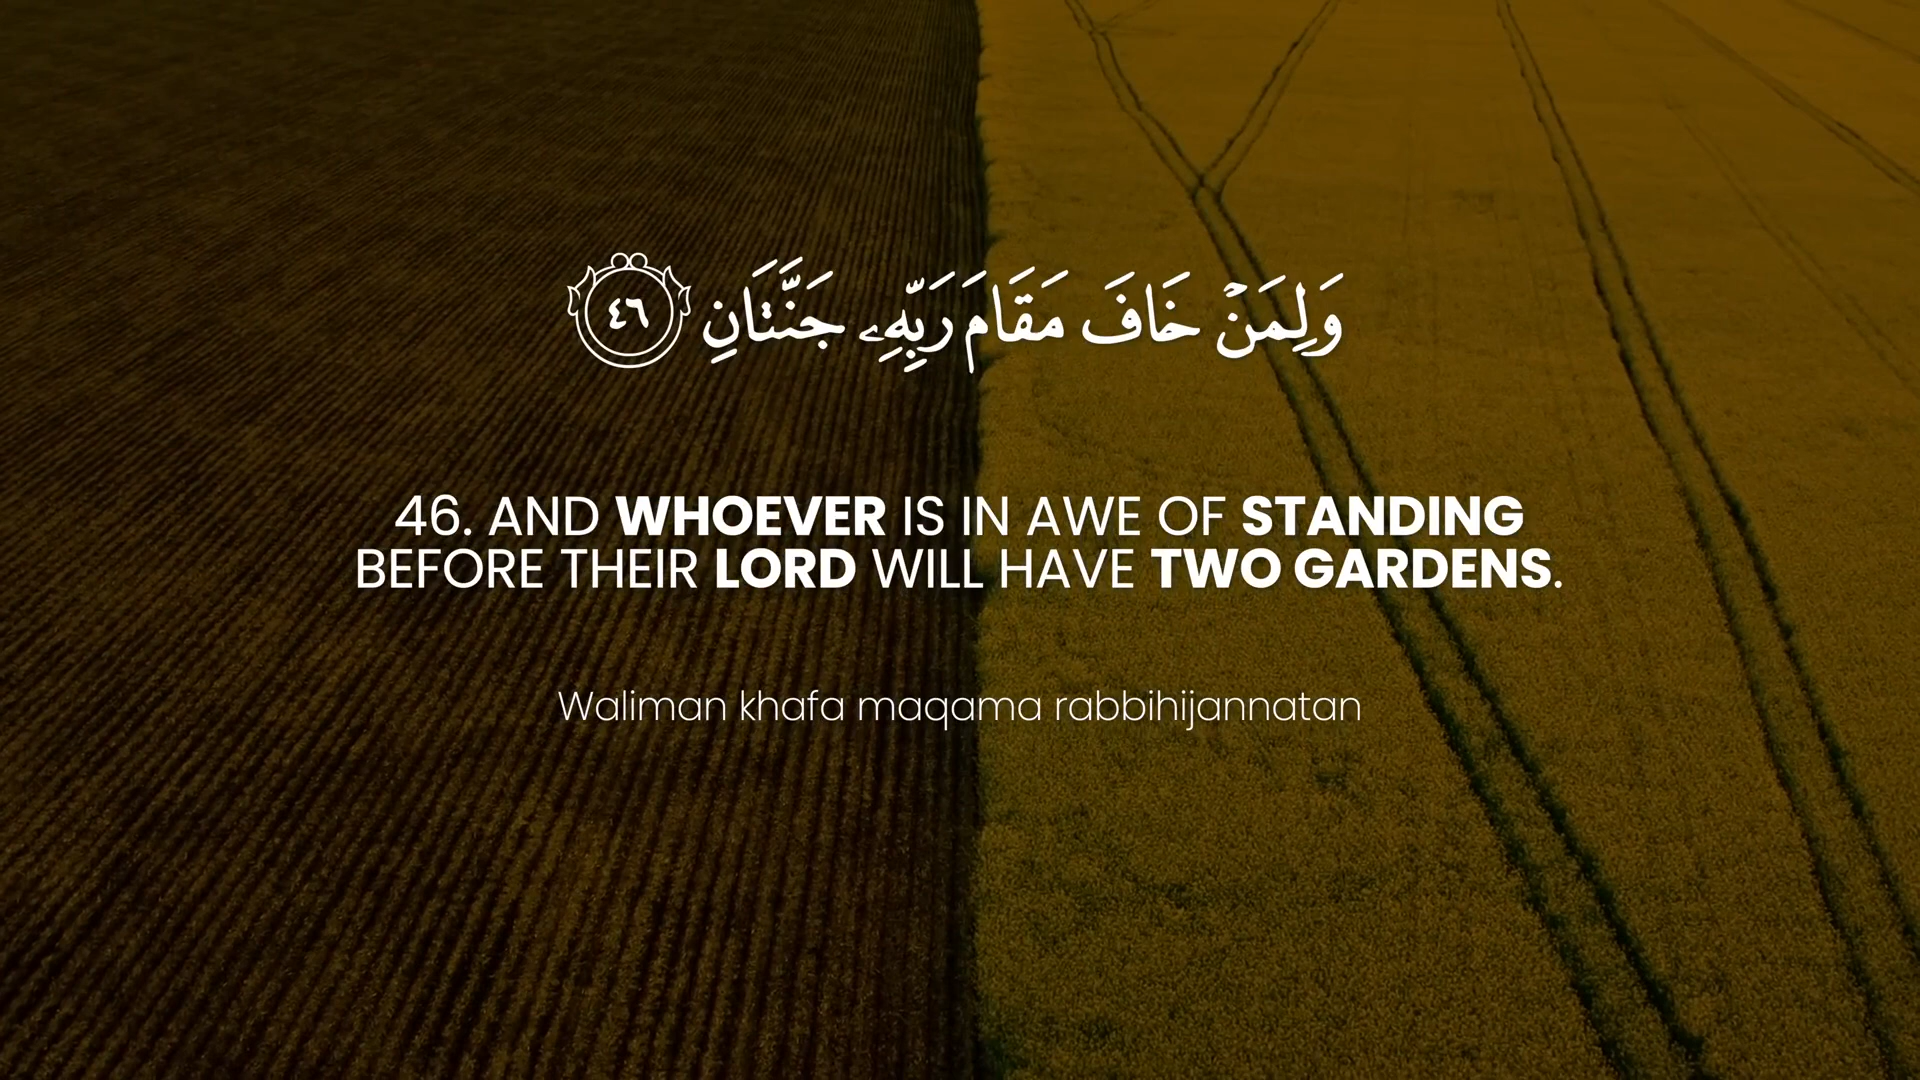 وَلِمَنْ خَافَ مَقَامَ رَبِّهِۦ جَنَّتَانِ ٤٦
46. AND WHOEVER IS IN AWE OF STANDING
BEFORE THEIR LORD WILL HAVE TWO GARDENS.
Waliman khafa maqama rabbihijannatan